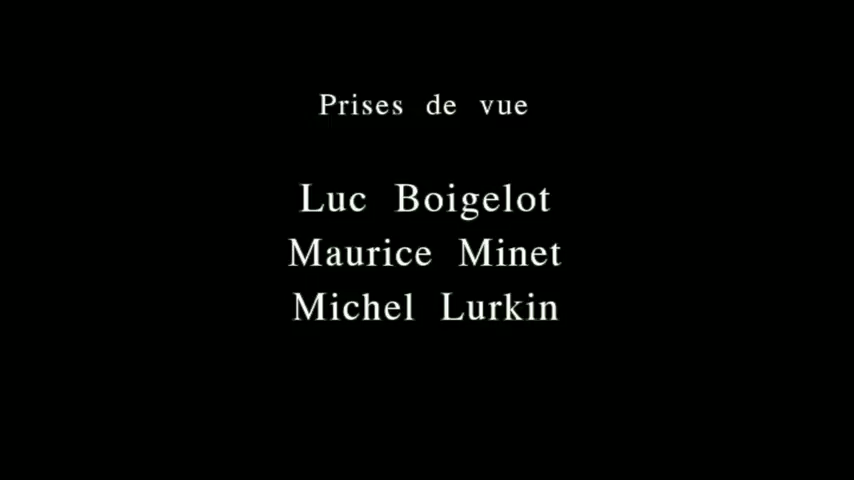 Prises de vue
Luc Boigelot
Maurice Minet
Michel Lurkin